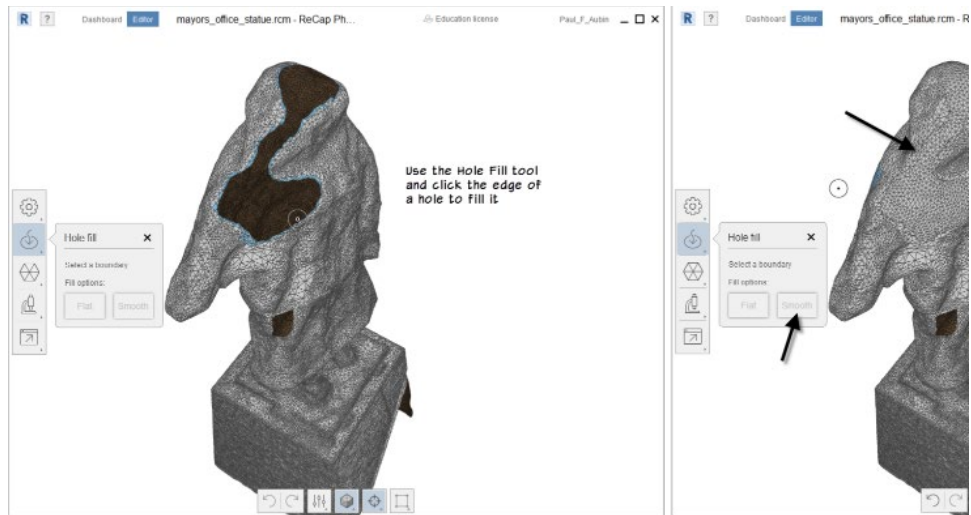 R ? Dashboard Editor mayors_office_statue.rcm - ReCap Ph... Education license Paul_F_Aubin
Use the Hole Fill tool
and click the edge of
a hole to fill it
Hole fill
Select a boundary
Fill options:
Flat Smooth
R ? Dashboard Editor mayors_office_statue.rcm - R
Hole fill
Select a boundary
Fill options:
Flat Smooth